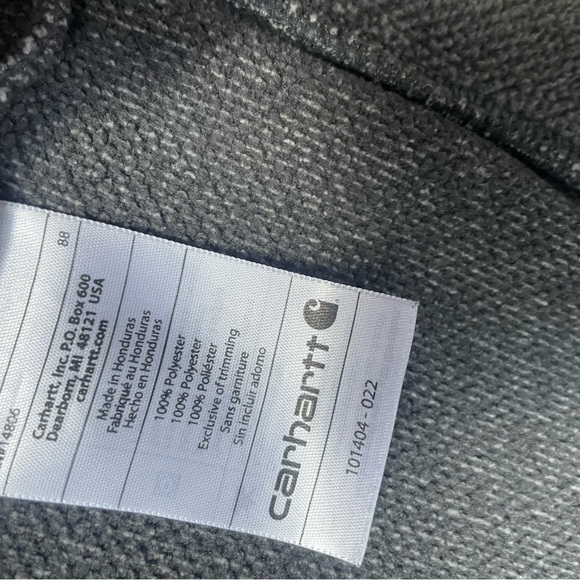 carhartt
101404 - 022
100% Polyester
100% Polyester
100% Poliéster
Exclusive of trimming
Sans garniture
Sin incluir adorno
Made in Honduras
Fabriqué au Honduras
Hecho en Honduras
Carhartt, Inc. P.O. Box 600
Dearborn, MI 48121 USA
carhartt.com
88